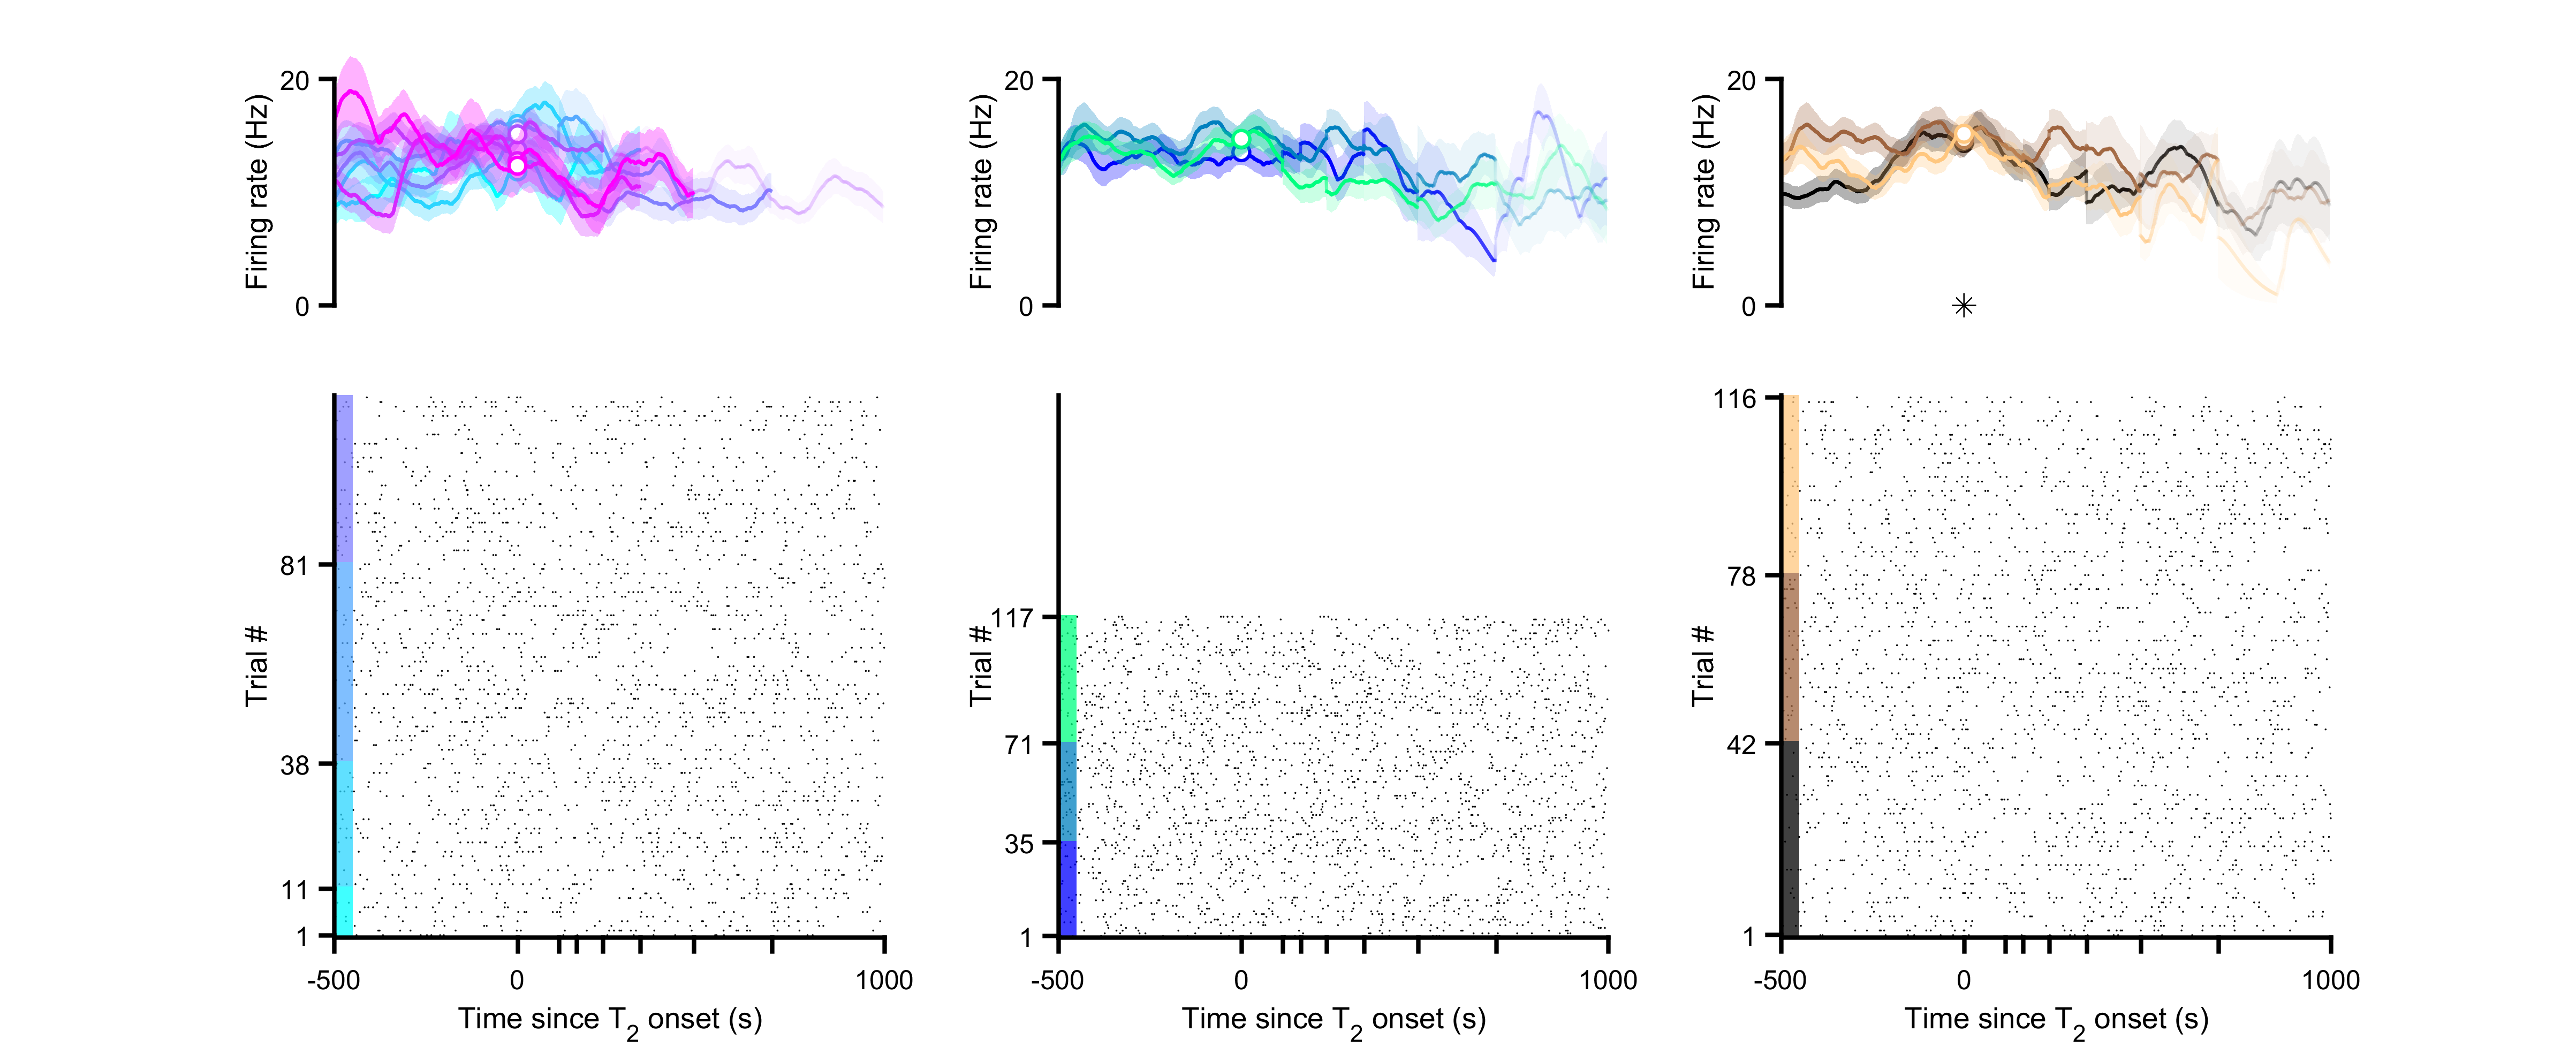 20
Firing rate (Hz)
0
20
Firing rate (Hz)
0
20
Firing rate (Hz)
0
81
38
11
1
Trial #
-500 0 1000
Time since T2 onset (s)
117
71
35
1
Trial #
-500 0 1000
Time since T2 onset (s)
116
78
42
1
Trial #
-500 0 1000
Time since T2 onset (s)